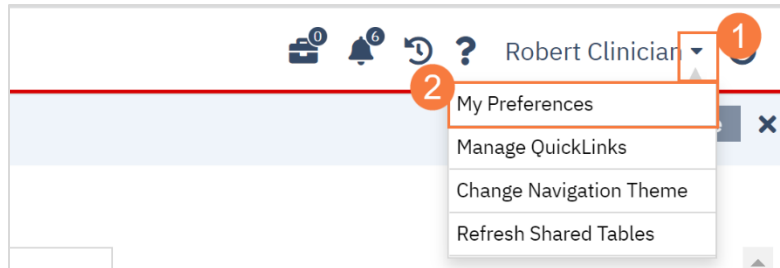 0 6 ? Robert Clinician 1
2
My Preferences
Manage QuickLinks
Change Navigation Theme
Refresh Shared Tables